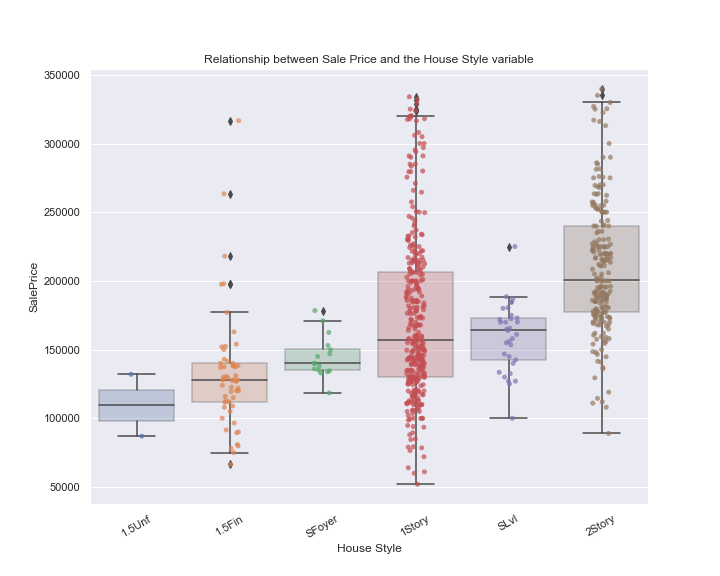 Relationship between Sale Price and the House Style variable
350000
300000
250000
200000
150000
100000
50000
SalePrice
1.5Unf
1.5Fin
SFoyer
1Story
SLvl
2Story
House Style